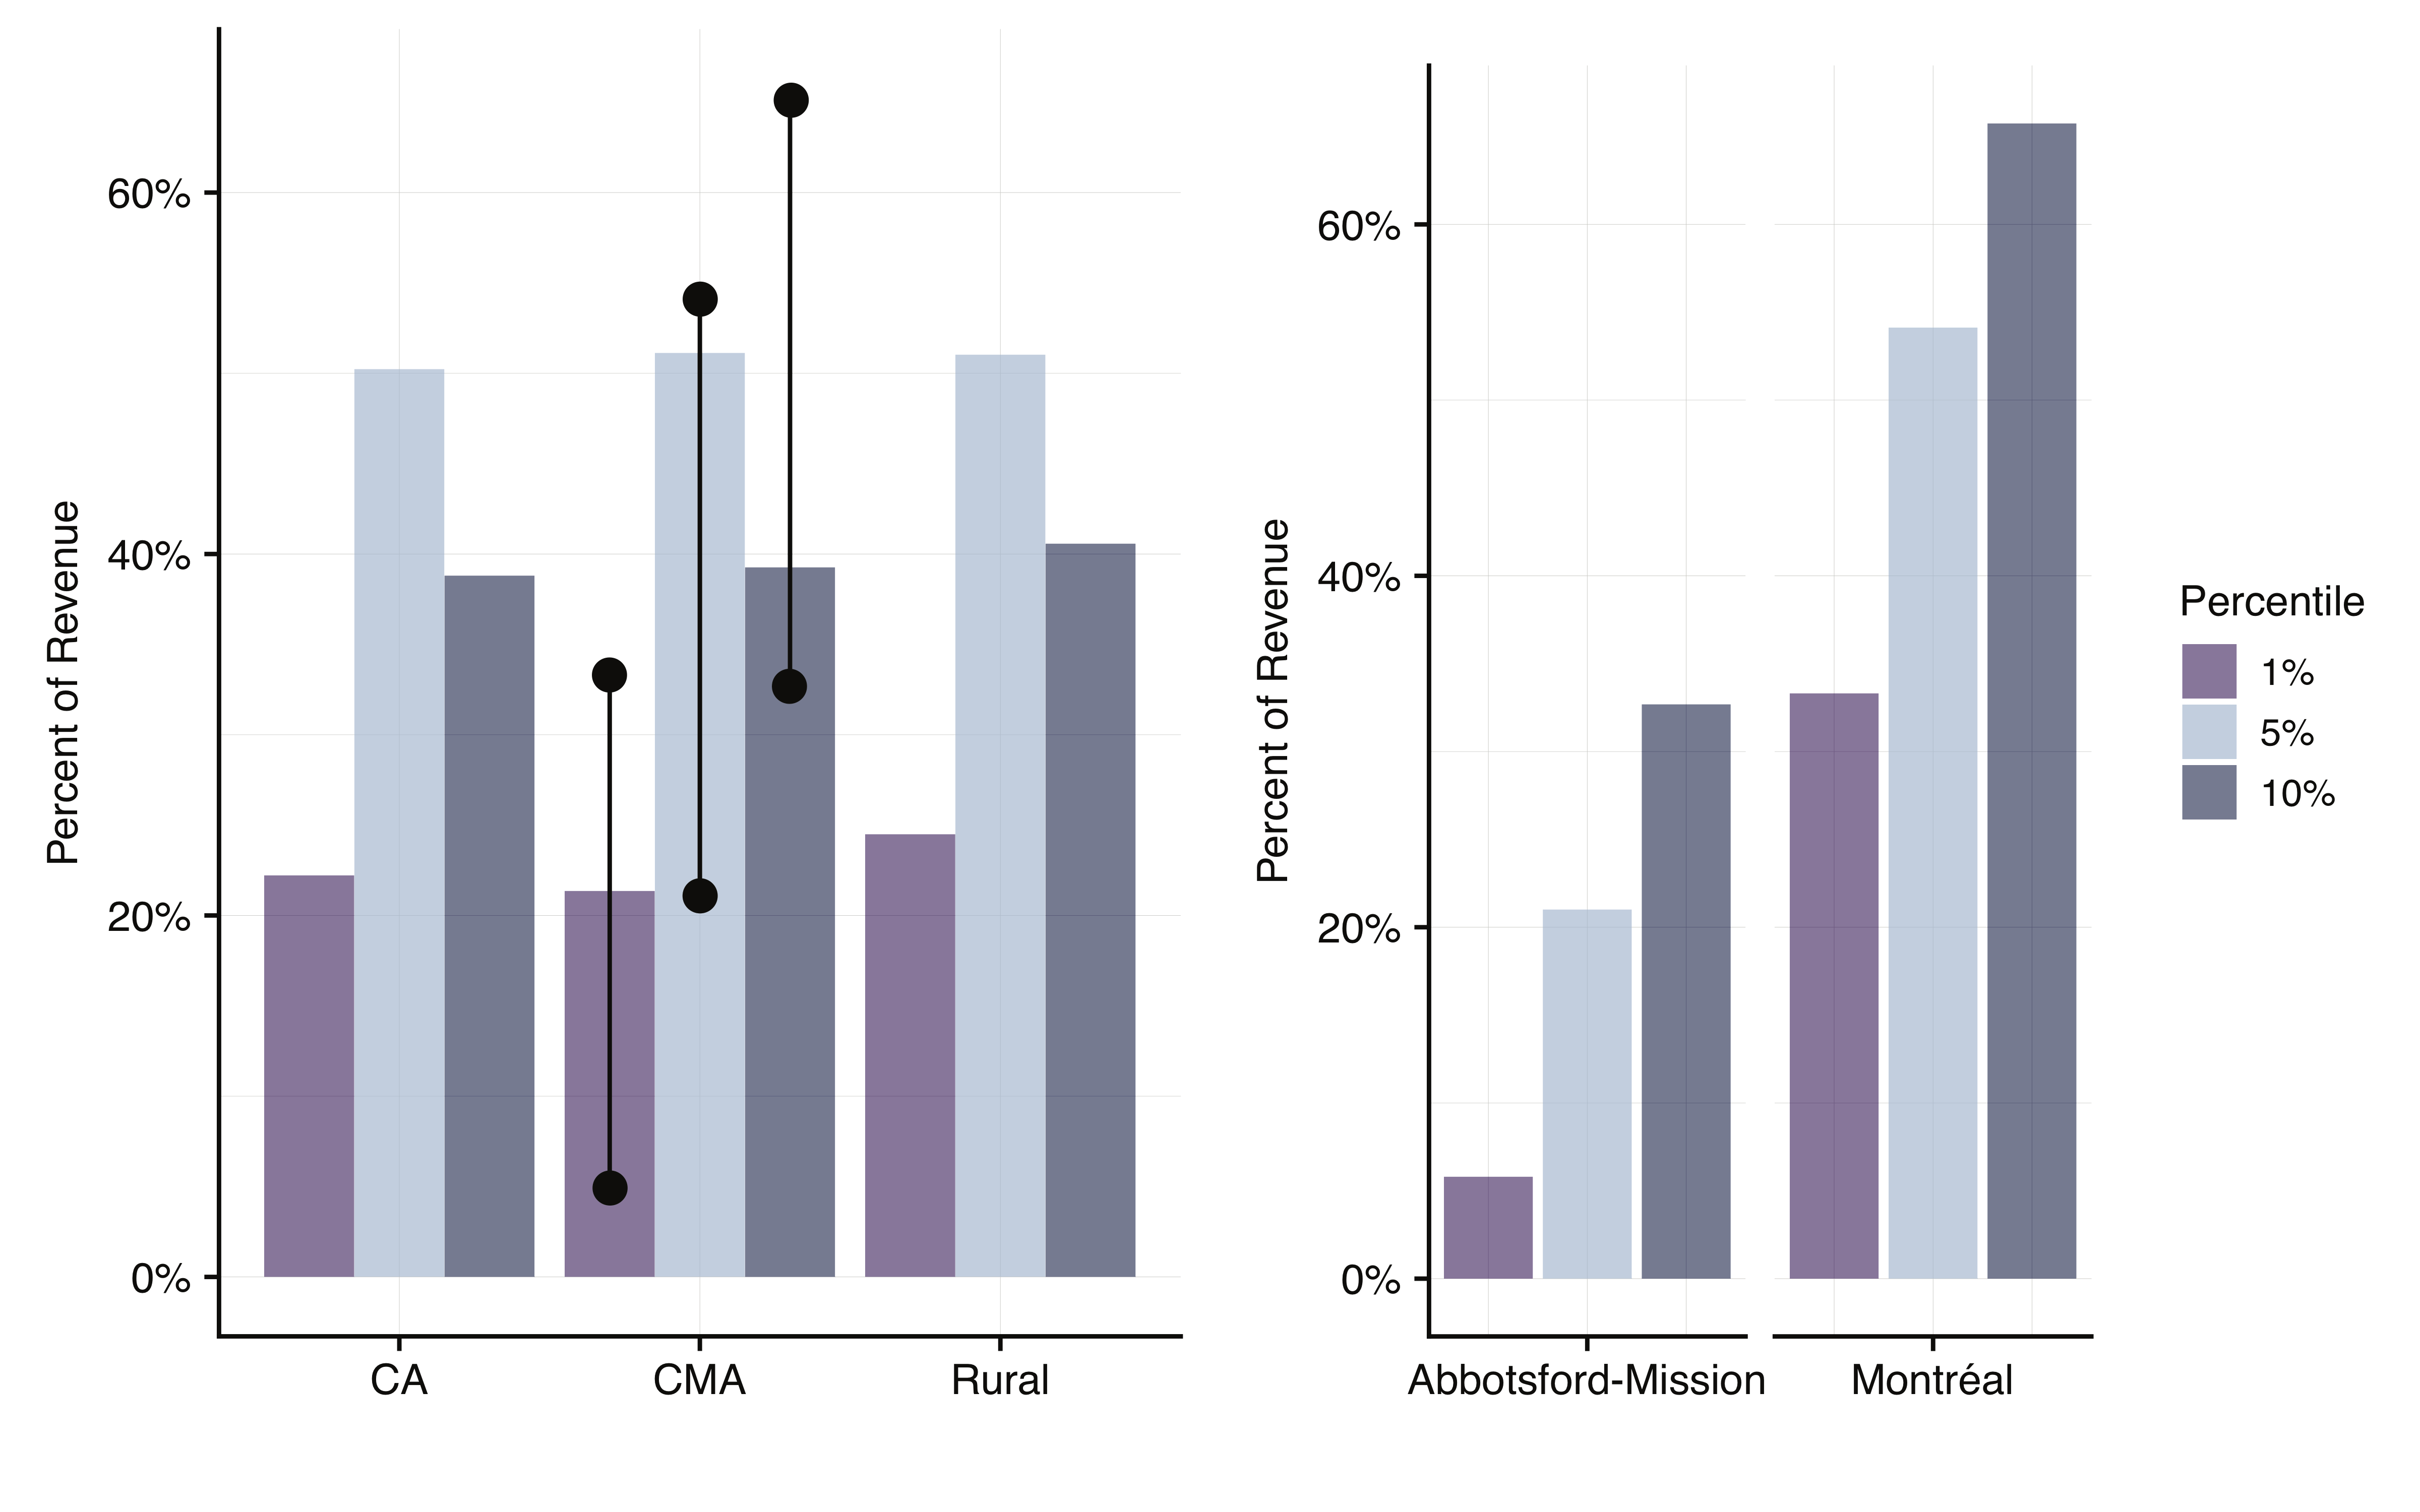 Percent of Revenue
60%
40%
20%
0%
CA
CMA
Rural
Percent of Revenue
60%
40%
20%
0%
Abbotsford-Mission
Montréal
Percentile
1%
5%
10%